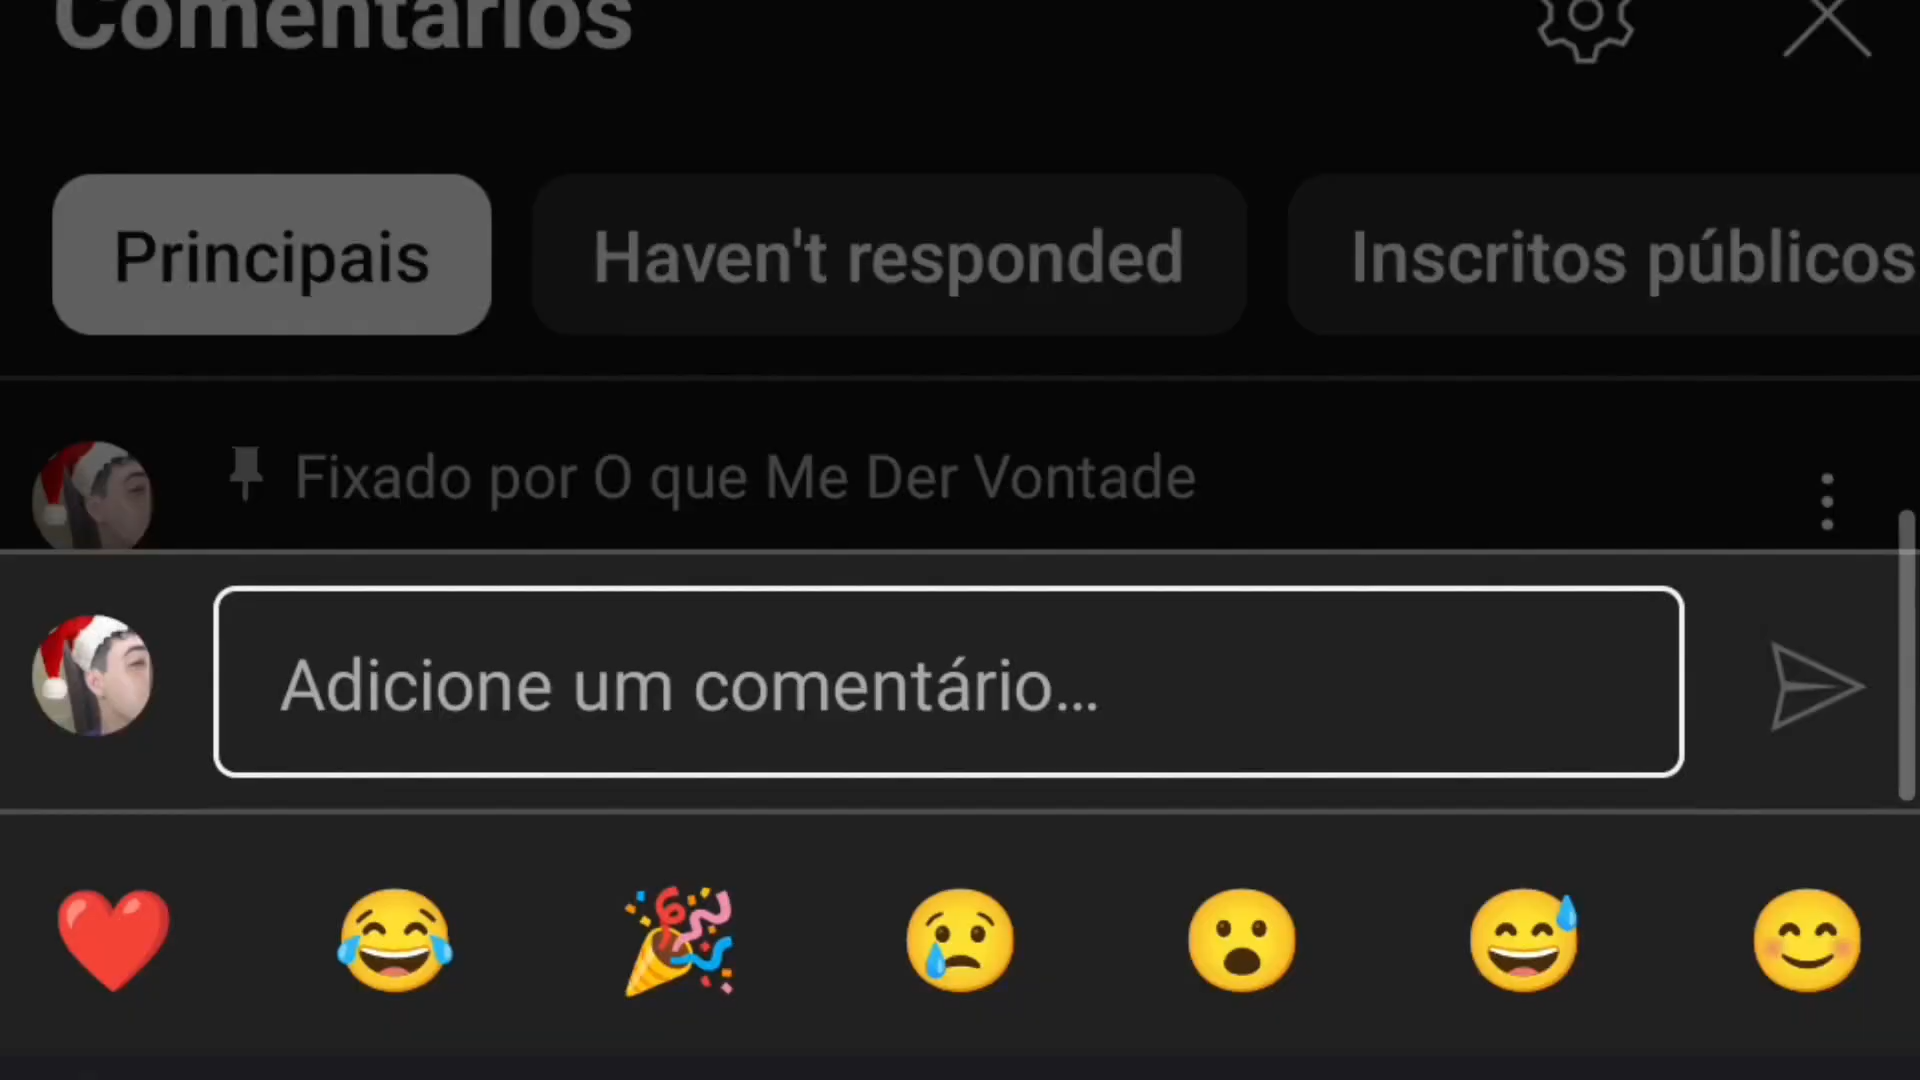 Comentários
Principais
Haven't responded
Inscritos públicos
Fixado por O que Me Der Vontade
Adicione um comentário...